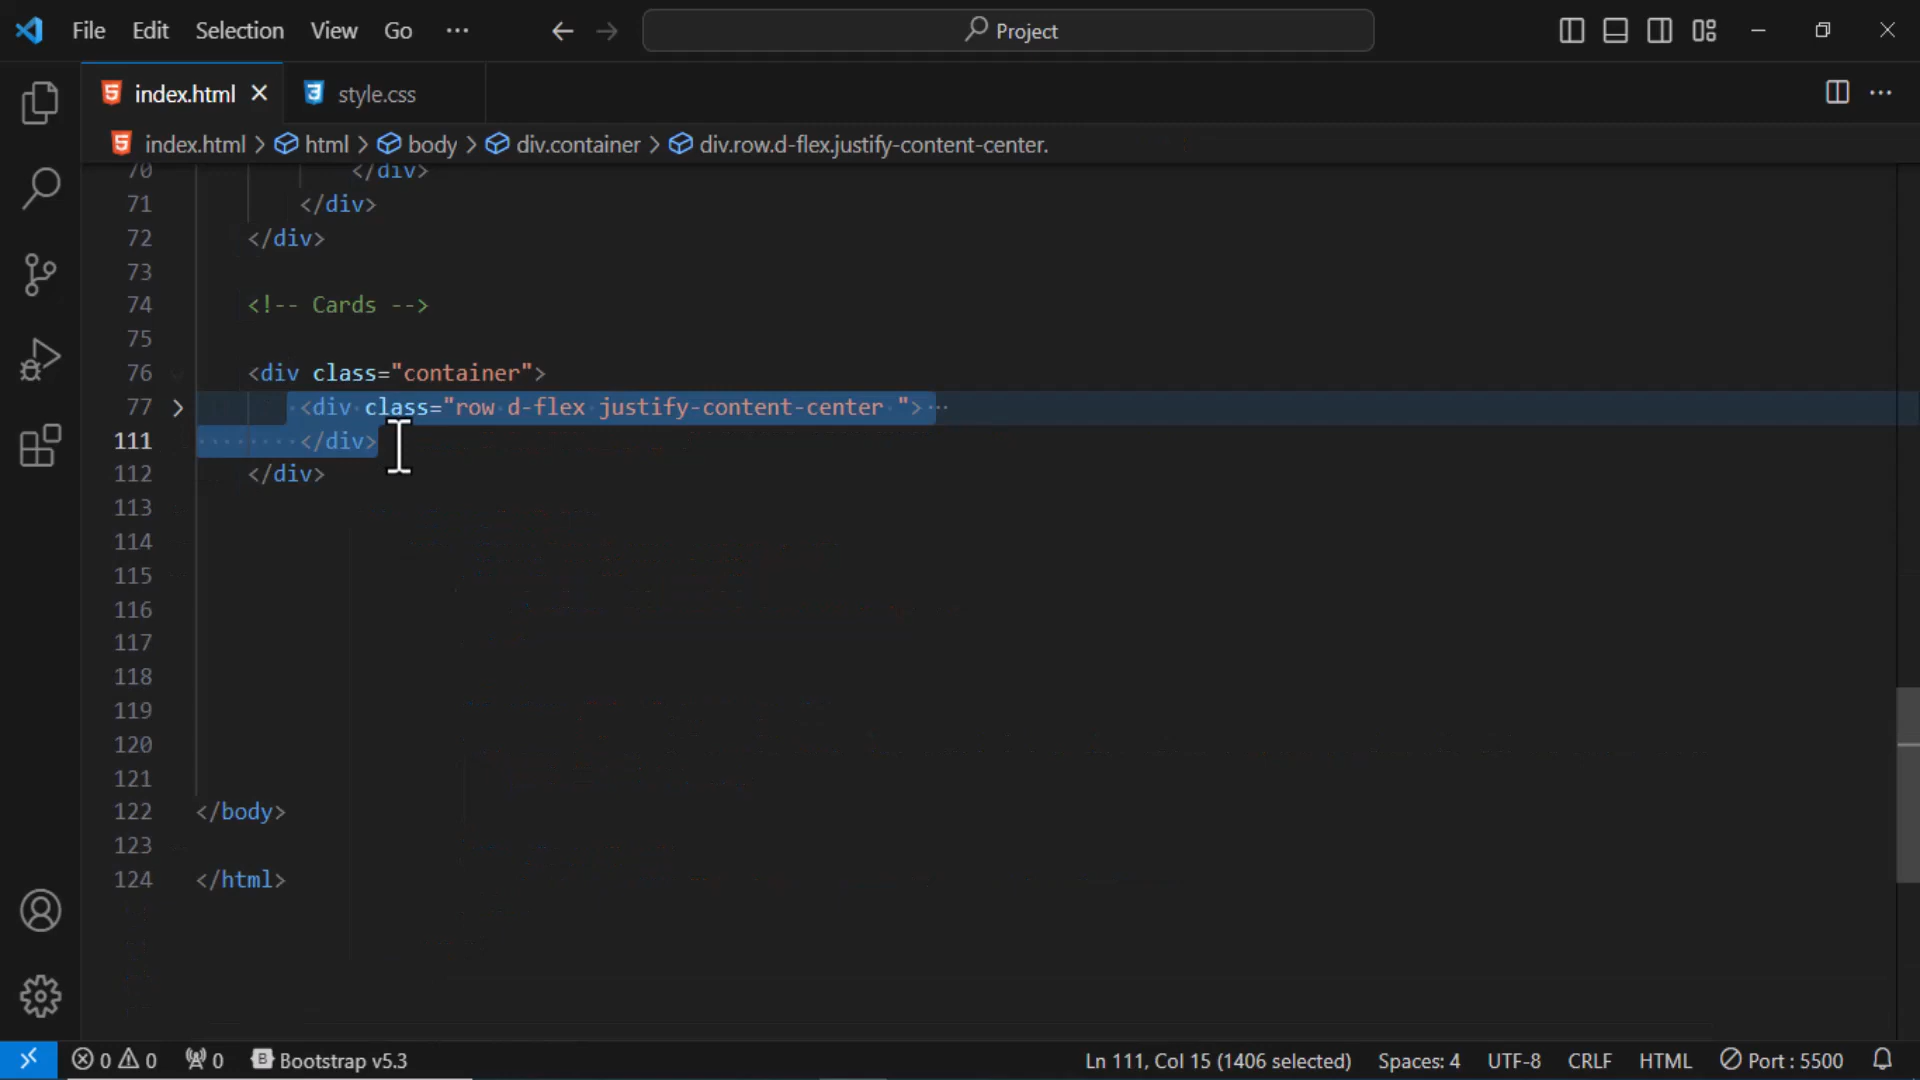 File Edit Selection View Go ··· Project
index.html style.css
index.html > html > body > div.container > div.row.d-flex.justify-content-center.
70 </div>
71 </div>
72 </div>
73
74 <!-- Cards -->
75
76 <div class="container">
77 <div class="row d-flex justify-content-center ">···
111 </div>
112 </div>
113
114
115
116
117
118
119
120
121
122 </body>
123
124 </html>
0 0 0 Bootstrap v5.3 Ln 111, Col 15 (1406 selected) Spaces: 4 UTF-8 CRLF HTML Port : 5500